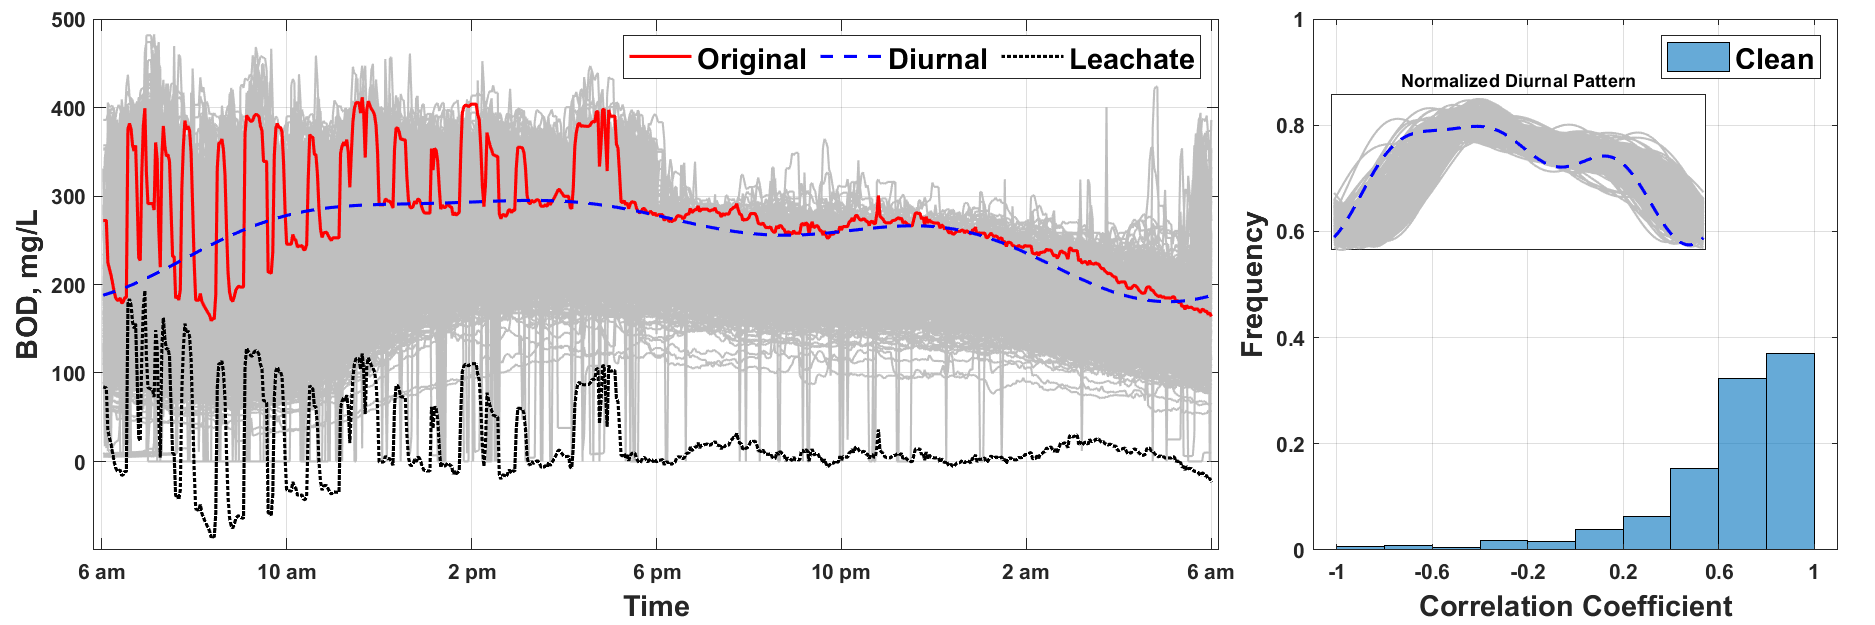 500
400
300
200
100
0
BOD, mg/L
Original Diurnal Leachate
6 am 10 am 2 pm 6 pm 10 pm 2 am 6 am
Time
1
0.8
0.6
0.4
0.2
0
Frequency
Clean
Normalized Diurnal Pattern
-1 -0.6 -0.2 0.2 0.6 1
Correlation Coefficient